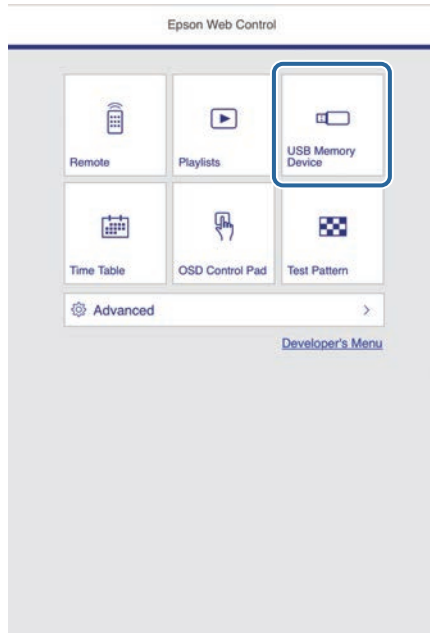 Epson Web Control
Remote
Playlists
USB Memory
Device
Time Table
OSD Control Pad
Test Pattern
Advanced
Developer's Menu